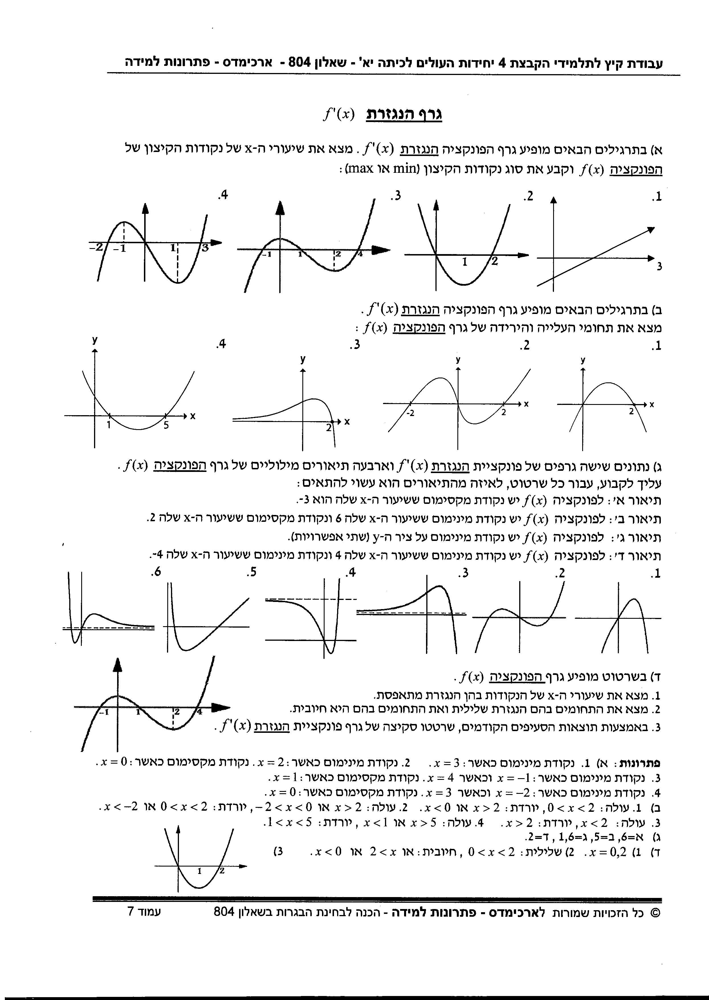 עבודת קיץ לתלמידי הקבצת 4 יחידות העולים לכיתה יא' - שאלון 804 - ארכימדס - פתרונות למידה
גרף הנגזרת f'(x)
א) בתרגילים הבאים מופיע גרף הפונקציה הנגזרת f'(x). מצא את שיעורי ה-x של נקודות הקיצון של
הפונקציה f(x) וקבע את סוג נקודות הקיצון (min או max):
.1 .2 .3 .4
3
1 2
-1 1 2 4
-2 -1 1 3
ב) בתרגילים הבאים מופיע גרף הפונקציה הנגזרת f'(x).
מצא את תחומי העלייה והירידה של גרף הפונקציה f(x):
.1 .2 .3 .4
y x 2
y x -2 2
y x 2
y x 1 5
ג) נתונים שישה גרפים של פונקציית הנגזרת f'(x) וארבעה תיאורים מילוליים של גרף הפונקציה f(x).
עליך לקבוע, עבור כל שרטוט, לאיזה מהתיאורים הוא עשוי להתאים:
תיאור א': לפונקציה f(x) יש נקודת מקסימום ששיעור ה-x שלה הוא 3-.
תיאור ב': לפונקציה f(x) יש נקודת מינימום ששיעור ה-x שלה 6 ונקודת מקסימום ששיעור ה-x שלה 2.
תיאור ג': לפונקציה f(x) יש נקודת מינימום על ציר ה-y (שתי אפשרויות).
תיאור ד': לפונקציה f(x) יש נקודת מינימום ששיעור ה-x שלה 4 ונקודת מינימום ששיעור ה-x שלה 4-.
.1 .2 .3 .4 .5 .6
ד) בשרטוט מופיע גרף הפונקציה f(x).
1. מצא את שיעורי ה-x של הנקודות בהן הנגזרת מתאפסת.
2. מצא את התחומים בהם הנגזרת שלילית ואת התחומים בהם היא חיובית.
3. באמצעות תוצאות הסעיפים הקודמים, שרטטו סקיצה של גרף פונקציית הנגזרת f'(x).
-1 1 2 4
פתרונות: א) 1. נקודת מינימום כאשר: x = 3. 2. נקודת מינימום כאשר: x = 2. נקודת מקסימום כאשר: x = 0.
3. נקודת מינימום כאשר: x = -1 וכאשר x = 4. נקודת מקסימום כאשר: x = 1.
4. נקודת מינימום כאשר: x = -2 וכאשר x = 3. נקודת מקסימום כאשר: x = 0.
ב) 1. עולה: 0 < x < 2, יורדת: x > 2 או x < 0. 2. עולה: x > 2 או -2 < x < 0, יורדת: 0 < x < 2 או x < -2.
3. עולה: x < 2, יורדת: x > 2. 4. עולה: x > 5 או x < 1, יורדת: 1 < x < 5.
ג) א=6, ב=5, ג=1,6, ד=2.
ד) 1) x = 0,2. 2) שלילית: 0 < x < 2, חיובית: או 2 < x או x < 0. 3)
1 2
© כל הזכויות שמורות לארכימדס - פתרונות למידה - הכנה לבחינת הבגרות בשאלון 804 עמוד 7